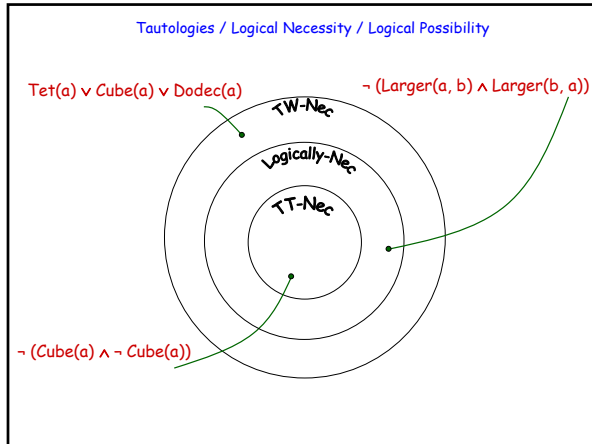 Tautologies / Logical Necessity / Logical Possibility
Tet(a) ∨ Cube(a) ∨ Dodec(a)
¬ (Larger(a, b) ∧ Larger(b, a))
TW-Nec
Logically-Nec
TT-Nec
¬ (Cube(a) ∧ ¬ Cube(a))